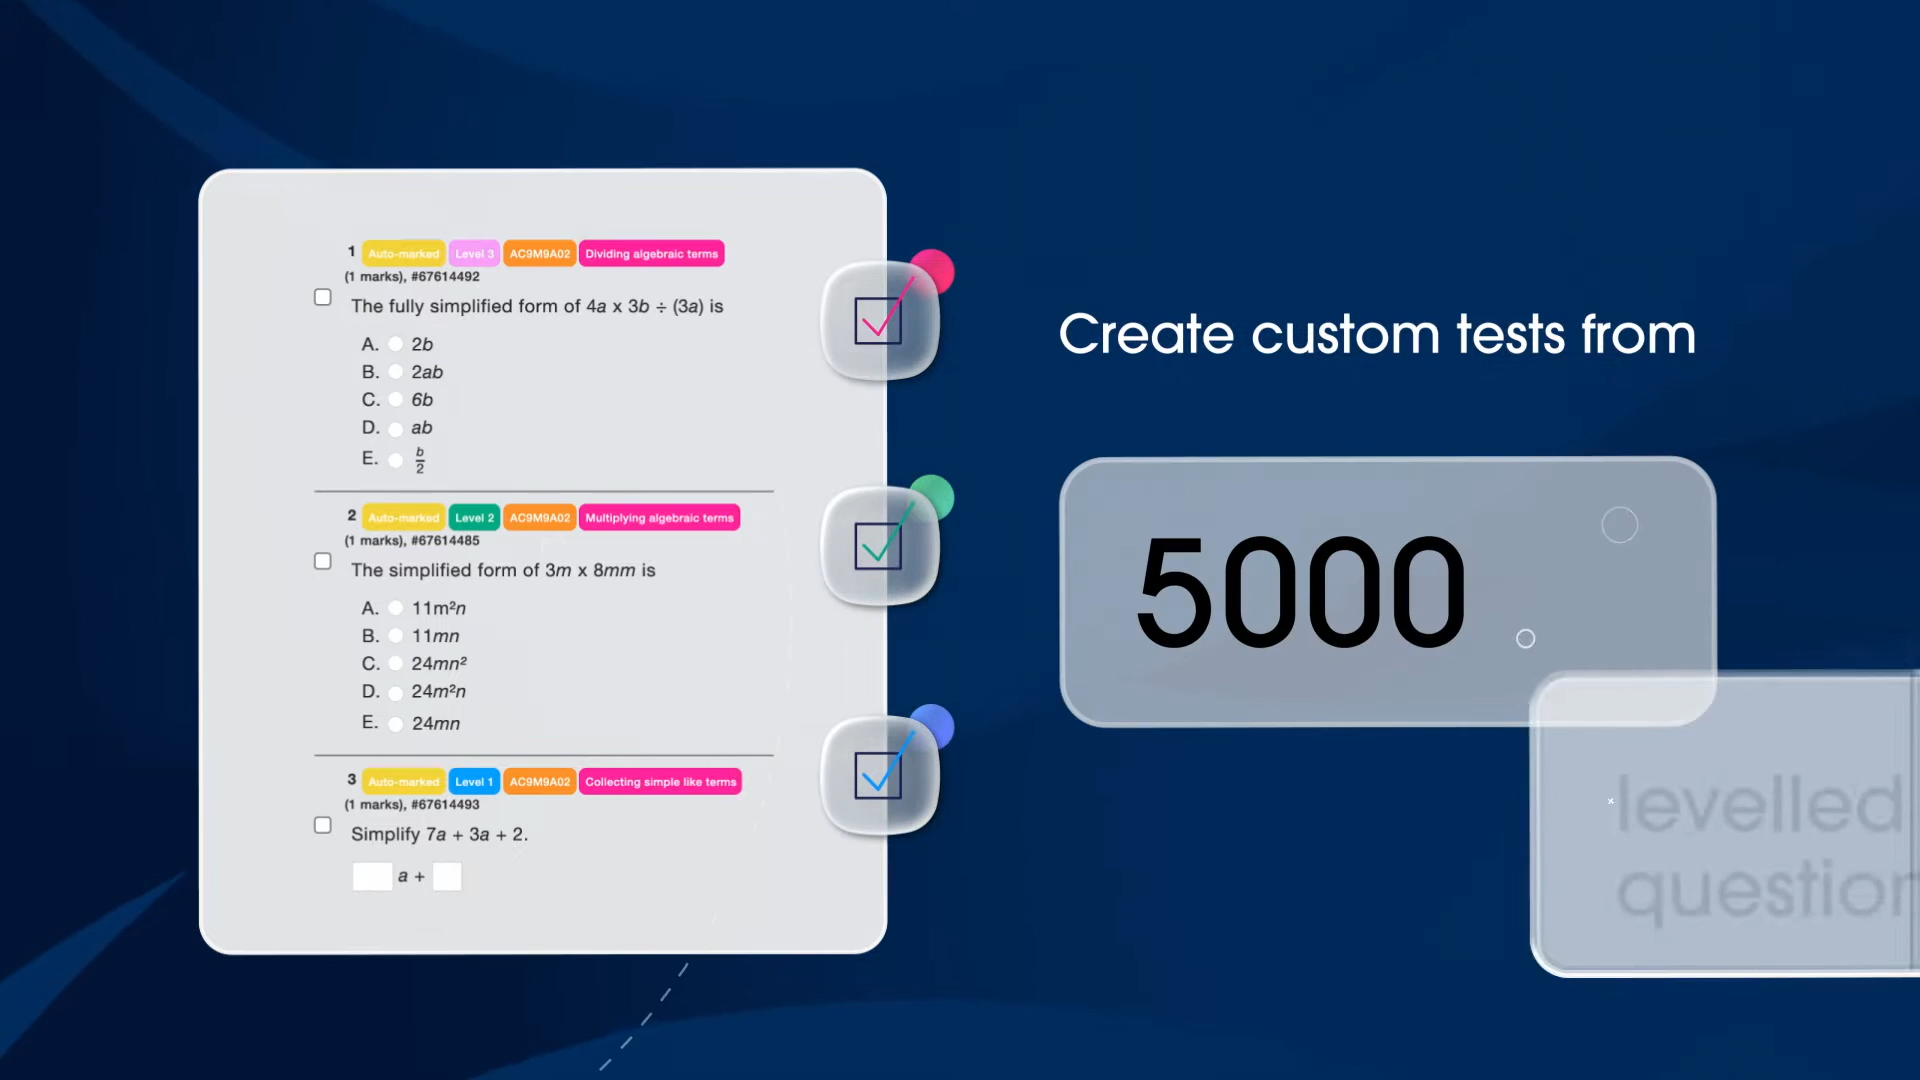 1 Auto-marked Level 3 AC9M9A02 Dividing algebraic terms
(1 marks), #67614492
The fully simplified form of 4a x 3b ÷ (3a) is
A. 2b
B. 2ab
C. 6b
D. ab
E. b/2
2 Auto-marked Level 2 AC9M9A02 Multiplying algebraic terms
(1 marks), #67614485
The simplified form of 3m x 8mm is
A. 11m²n
B. 11mn
C. 24mn²
D. 24m²n
E. 24mn
3 Auto-marked Level 1 AC9M9A02 Collecting simple like terms
(1 marks), #67614493
Simplify 7a + 3a + 2.
a +
Create custom tests from
5000
levelled
question